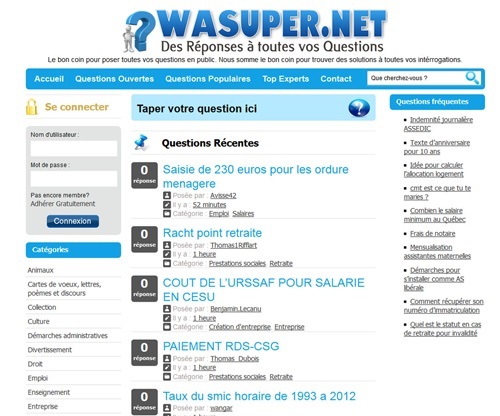 WASUPER.NET
Des Réponses à toutes vos Questions
Le bon coin pour poser toutes vos questions en public. Nous somme le bon coin pour trouver des solutions à toutes vos intérrogations.
Accueil Questions Ouvertes Questions Populaires Top Experts Contact Que cherchez-vous ?
Se connecter
Nom d'utilisateur :
Mot de passe :
Pas encore membre?
Adhérer Gratuitement
Connexion
Catégories
Animaux
Cartes de voeux, lettres,
poèmes et discours
Collection
Culture
Démarches administratives
Divertissement
Droit
Emploi
Enseignement
Entreprise
Taper votre question ici ?
Questions Récentes
0
réponse
Saisie de 230 euros pour les ordure
menagere
Posée par : Avisse42
Il y a : 52 minutes
Catégorie : Emploi Salaires
0
réponse
Racht point retraite
Posée par : Thomas1Rifflart
Il y a : 1 heure
Catégorie : Prestations sociales Retraite
0
réponse
COUT DE L'URSSAF POUR SALARIE
EN CESU
Posée par : Benjamin.Lecanu
Il y a : 1 heure
Catégorie : Création d'entreprise Entreprise
0
réponse
PAIEMENT RDS-CSG
Posée par : Thomas_Dubois
Il y a : 1 heure
Catégorie : Prestations sociales Retraite
0
réponse
Taux du smic horaire de 1993 a 2012
Posée par : wangar
Il y a : 1 heure
Questions fréquentes
Indemnité journalère
ASSEDIC
Texte d'anniversaire
pour 10 ans
Idée pour calculer
l'allocation logement
cmt est ce que tu te
maries ?
Combien le salaire
minimum au Québec
Frais de notaire
Mensualisation
assistantes maternelles
Démarches pour
s'installer comme AS
libérale
Comment récupérer son
numéro d'immatriculation
Quel est le statut en cas
de retraite pour invalidité